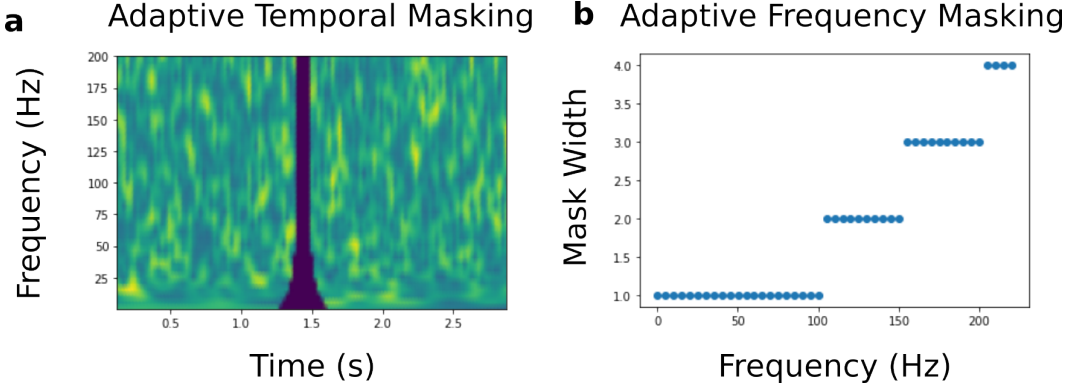 a
Adaptive Temporal Masking
Frequency (Hz)
200
175
150
125
100
75
50
25
0.5 1.0 1.5 2.0 2.5
Time (s)
b
Adaptive Frequency Masking
Mask Width
4.0
3.5
3.0
2.5
2.0
1.5
1.0
0 50 100 150 200
Frequency (Hz)